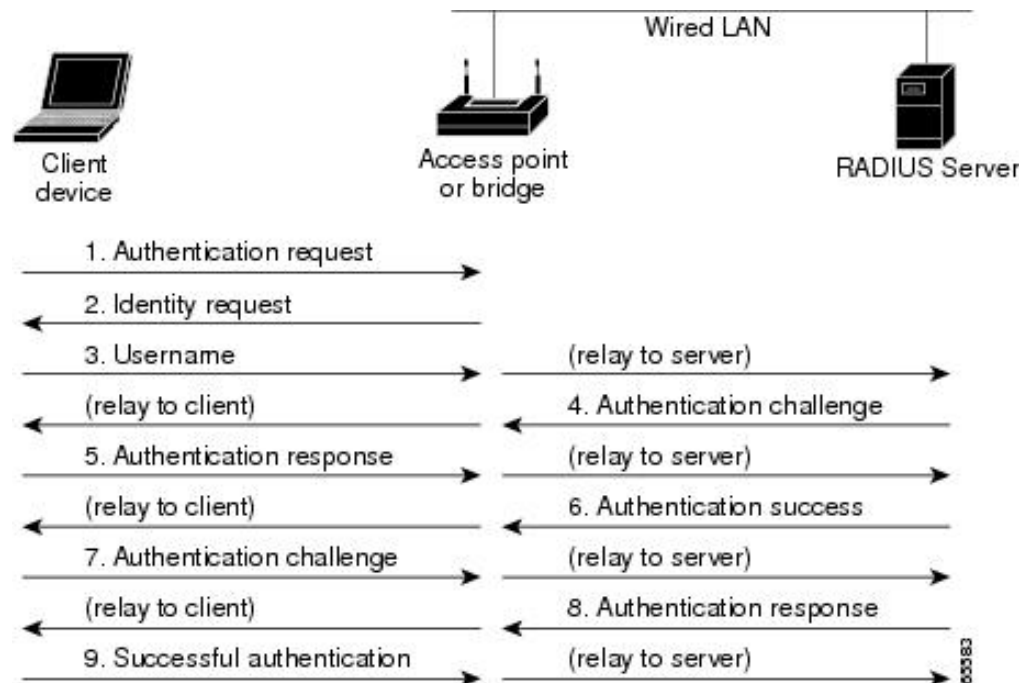 Wired LAN
Client
device
Access point
or bridge
RADIUS Server
1. Authentication request
2. Identity request
3. Username
(relay to server)
(relay to client)
4. Authentication challenge
5. Authentication response
(relay to server)
(relay to client)
6. Authentication success
7. Authentication challenge
(relay to server)
(relay to client)
8. Authentication response
9. Successful authentication
(relay to server)
65583